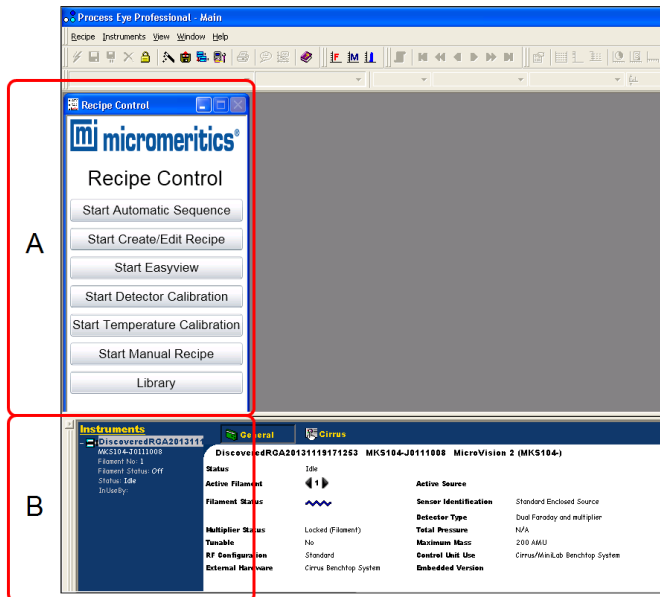 Process Eye Professional - Main
Recipe Instruments View Window Help
F M
A
Recipe Control
mi micromeritics®
Recipe Control
Start Automatic Sequence
Start Create/Edit Recipe
Start Easyview
Start Detector Calibration
Start Temperature Calibration
Start Manual Recipe
Library
B
Instruments
DiscoveredRGA2013111
MKS104-J0111008
Filament No: 1
Filament Status: Off
Status: Idle
InUseBy:
General Cirrus
DiscoveredRGA20131119171253 MKS104-J0111008 MicroVision 2 (MKS104-)
Status Idle
Active Filament 1 Active Source
Filament Status Sensor Identification Standard Enclosed Source
Detector Type Dual Faraday and multiplier
Multiplier Status Locked (Filament) Total Pressure N/A
Tunable No Maximum Mass 200 AMU
RF Configuration Standard Control Unit Use Cirrus/MiniLab Benchtop System
External Hardware Cirrus Benchtop System Embedded Version